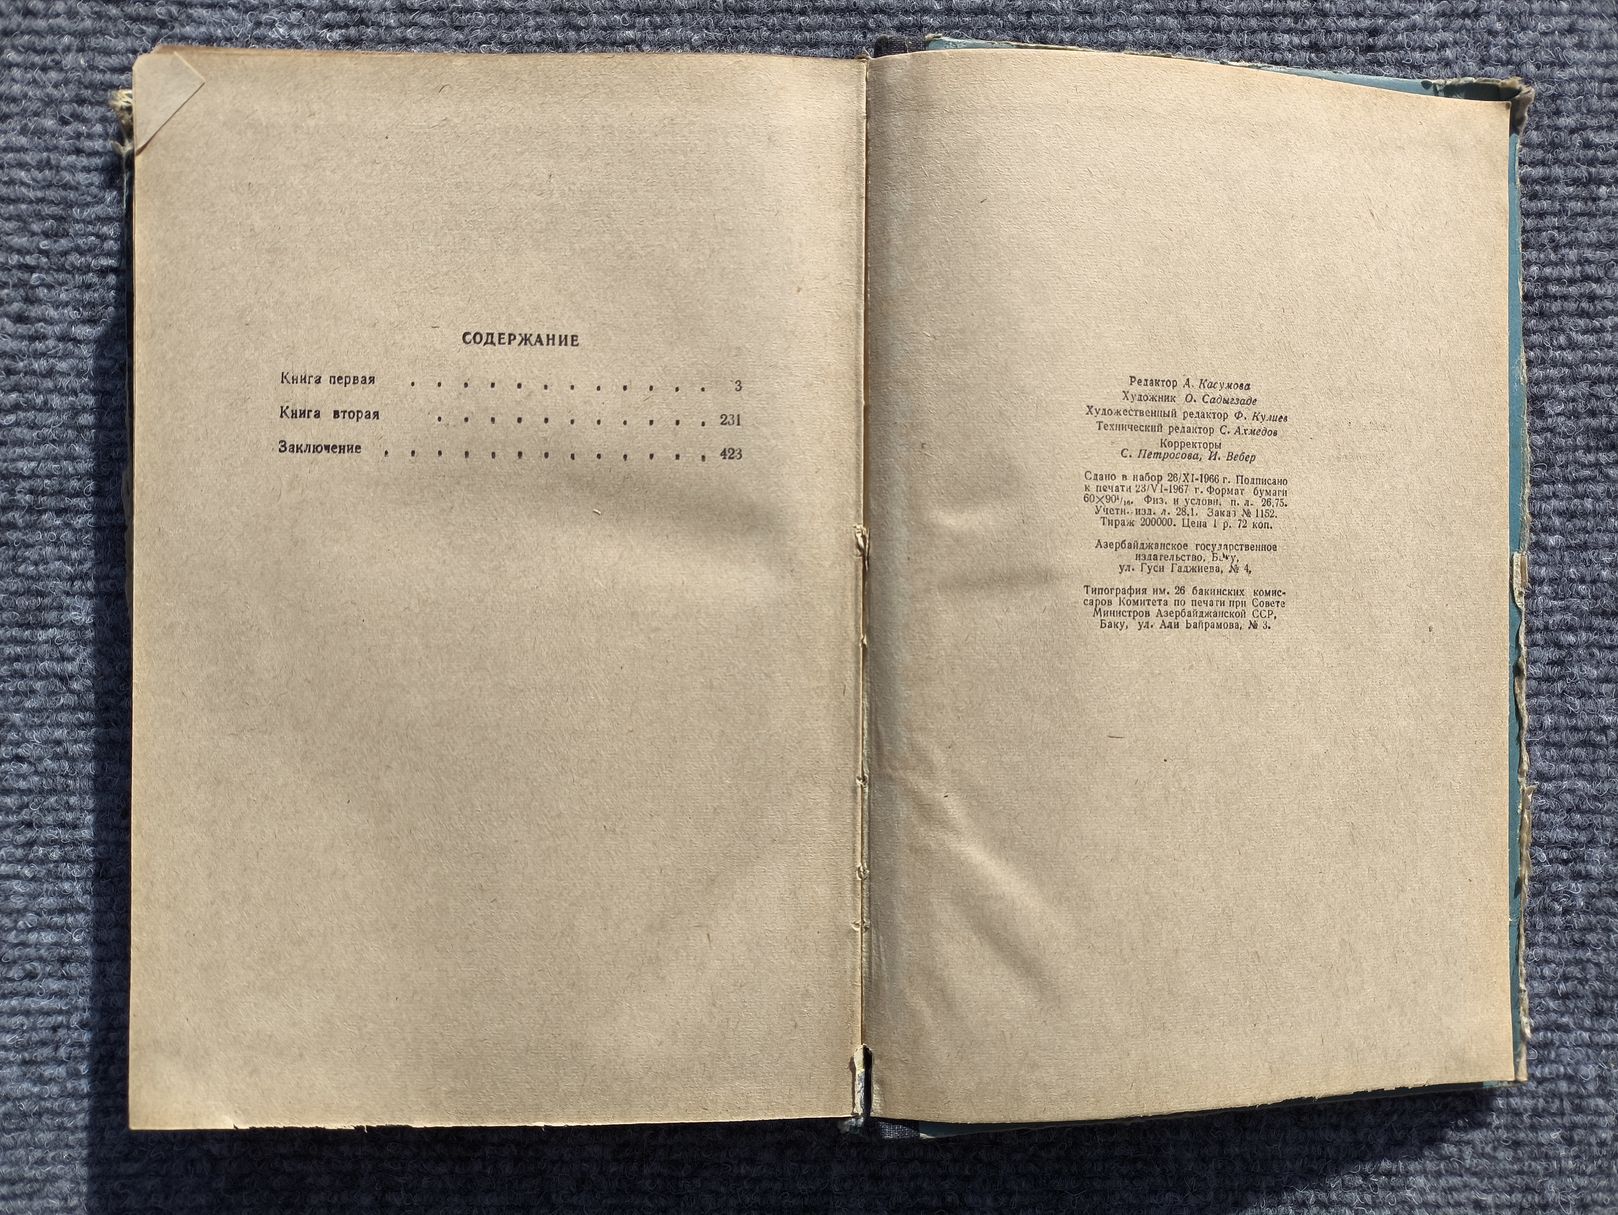 СОДЕРЖАНИЕ
Книга первая . . . . . . . . . . . . 3
Книга вторая . . . . . . . . . . . 231
Заключение . . . . . . . . . . . . . 423
Редактор А. Касумова
Художник О. Садыгзаде
Художественный редактор Ф. Кулиев
Технический редактор С. Ахмедов
Корректоры
С. Петросова, И. Вебер
Сдано в набор 26/XI-1966 г. Подписано
к печати 23/VI-1967 г. Формат бумаги
60×90¹/₁₆. Физ. и условн. п. л. 26,75.
Учетн. изд. л. 28,1. Заказ № 1152.
Тираж 200000. Цена 1 р. 72 коп.
Азербайджанское государственное
издательство, Баку,
ул. Гуси Гаджиева, № 4,
Типография им. 26 бакинских комис-
саров Комитета по печати при Совете
Министров Азербайджанской ССР,
Баку, ул. Али Байрамова, № 3.